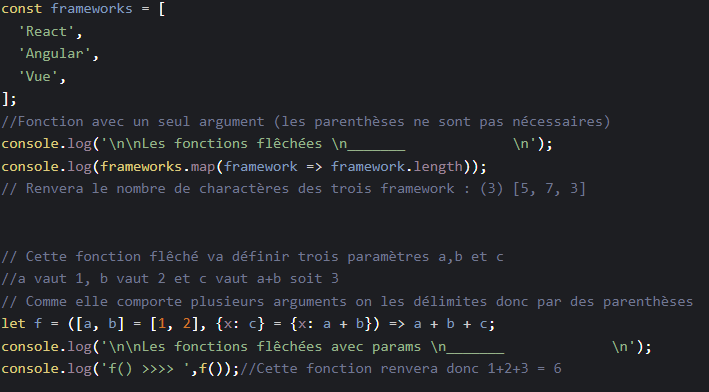 const frameworks = [
  'React',
  'Angular',
  'Vue',
];
//Fonction avec un seul argument (les parenthèses ne sont pas nécessaires)
console.log('\n\nLes fonctions flêchées \n_______             \n');
console.log(frameworks.map(framework => framework.length));
// Renvera le nombre de charactères des trois framework : (3) [5, 7, 3]
// Cette fonction flêché va définir trois paramètres a,b et c
//a vaut 1, b vaut 2 et c vaut a+b soit 3
// Comme elle comporte plusieurs arguments on les délimites donc par des parenthèses
let f = ([a, b] = [1, 2], {x: c} = {x: a + b}) => a + b + c;
console.log('\n\nLes fonctions flêchées avec params \n_______             \n');
console.log('f() >>>> ',f());//Cette fonction renvera donc 1+2+3 = 6